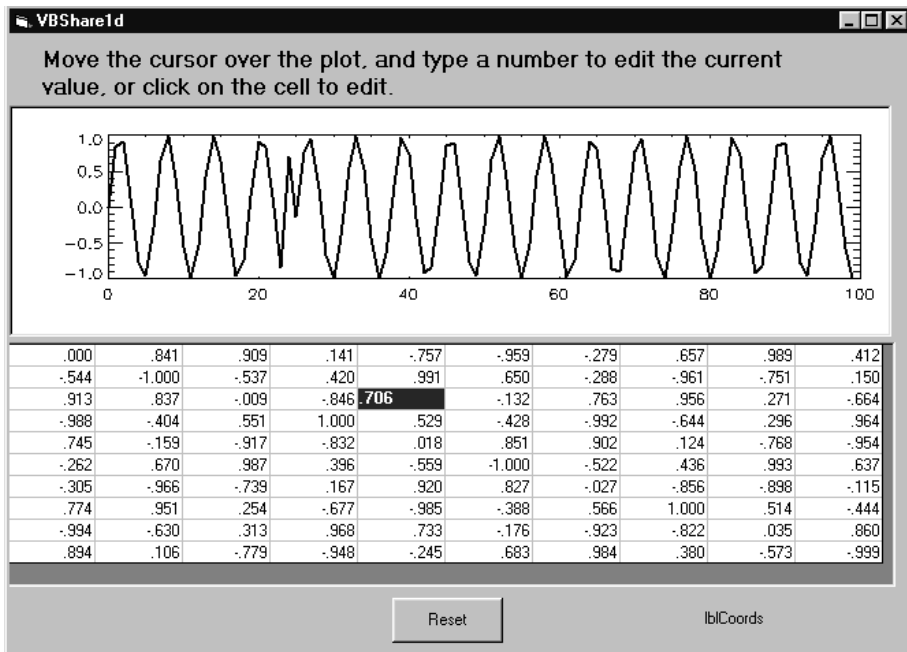 VBShare1d
Move the cursor over the plot, and type a number to edit the current
value, or click on the cell to edit.
1.0
0.5
0.0
−0.5
−1.0
0 20 40 60 80 100
.000 .841 .909 .141 -.757 -.959 -.279 .657 .989 .412
-.544 -1.000 -.537 .420 .991 .650 -.288 -.961 -.751 .150
.913 .837 -.009 -.846 .706 -.132 .763 .956 .271 -.664
-.988 -.404 .551 1.000 .529 -.428 -.992 -.644 .296 .964
.745 -.159 -.917 -.832 .018 .851 .902 .124 -.768 -.954
-.262 .670 .987 .396 -.559 -1.000 -.522 .436 .993 .637
-.305 -.966 -.739 .167 .920 .827 -.027 -.856 -.898 -.115
.774 .951 .254 -.677 -.985 -.388 .566 1.000 .514 -.444
-.994 -.630 .313 .968 .733 -.176 -.923 -.822 .035 .860
.894 .106 -.779 -.948 -.245 .683 .984 .380 -.573 -.999
Reset lblCoords